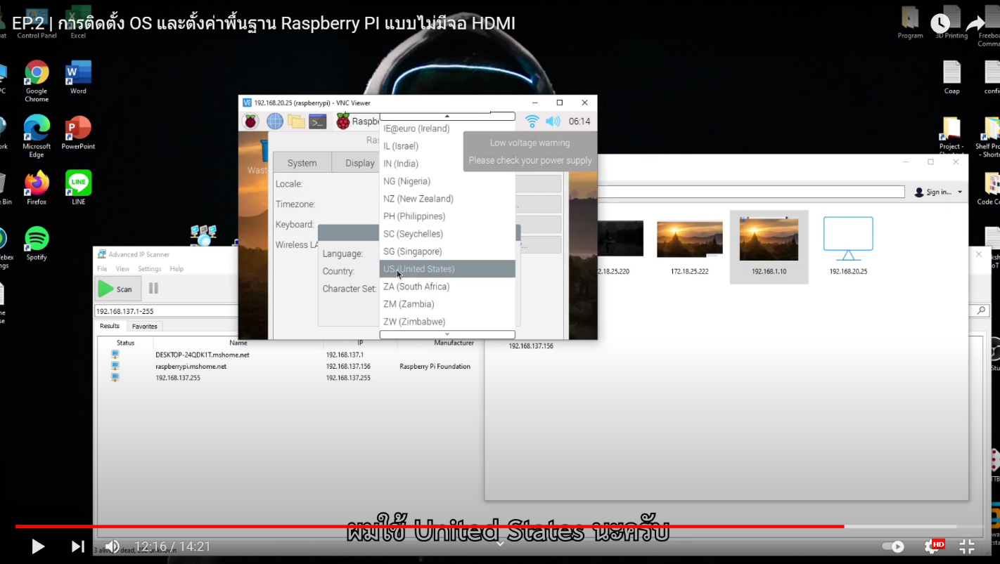 EP.2 | การติดตั้ง OS และตั้งค่าพื้นฐาน Raspberry PI แบบไม่มีจอ HDMI
Control Panel
Excel
Program
3D Printing
Google Chrome
Word
Coap
Microsoft Edge
PowerPoint
Firefox
LINE
Spotify
192.168.20.25 (raspberrypi) - VNC Viewer
06:14
Low voltage warning
Please check your power supply
System
Display
Locale:
Timezone:
Keyboard:
Language:
Country:
Character Set:
IE@euro (Ireland)
IL (Israel)
IN (India)
NG (Nigeria)
NZ (New Zealand)
PH (Philippines)
SC (Seychelles)
SG (Singapore)
US (United States)
ZA (South Africa)
ZM (Zambia)
ZW (Zimbabwe)
Sign in...
172.18.25.222
192.168.1.10
192.168.20.25
192.168.137.156
Advanced IP Scanner
File View Settings Help
Scan
192.168.137.1-255
Results Favorites
Status Name IP Manufacturer
DESKTOP-24QDK1T.mshome.net 192.168.137.1
raspberrypi.mshome.net 192.168.137.156 Raspberry Pi Foundation
192.168.137.255 192.168.137.255
ผมใช้ United States นะครับ
12:16 / 14:21
HD